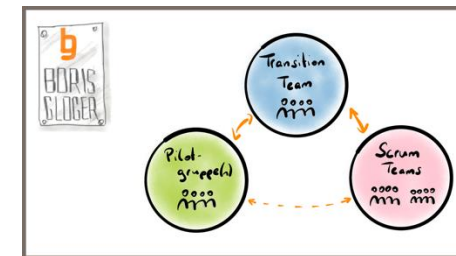 BORIS
GLOGER
Transition
Team
Pilot-
gruppe(n)
Scrum
Teams